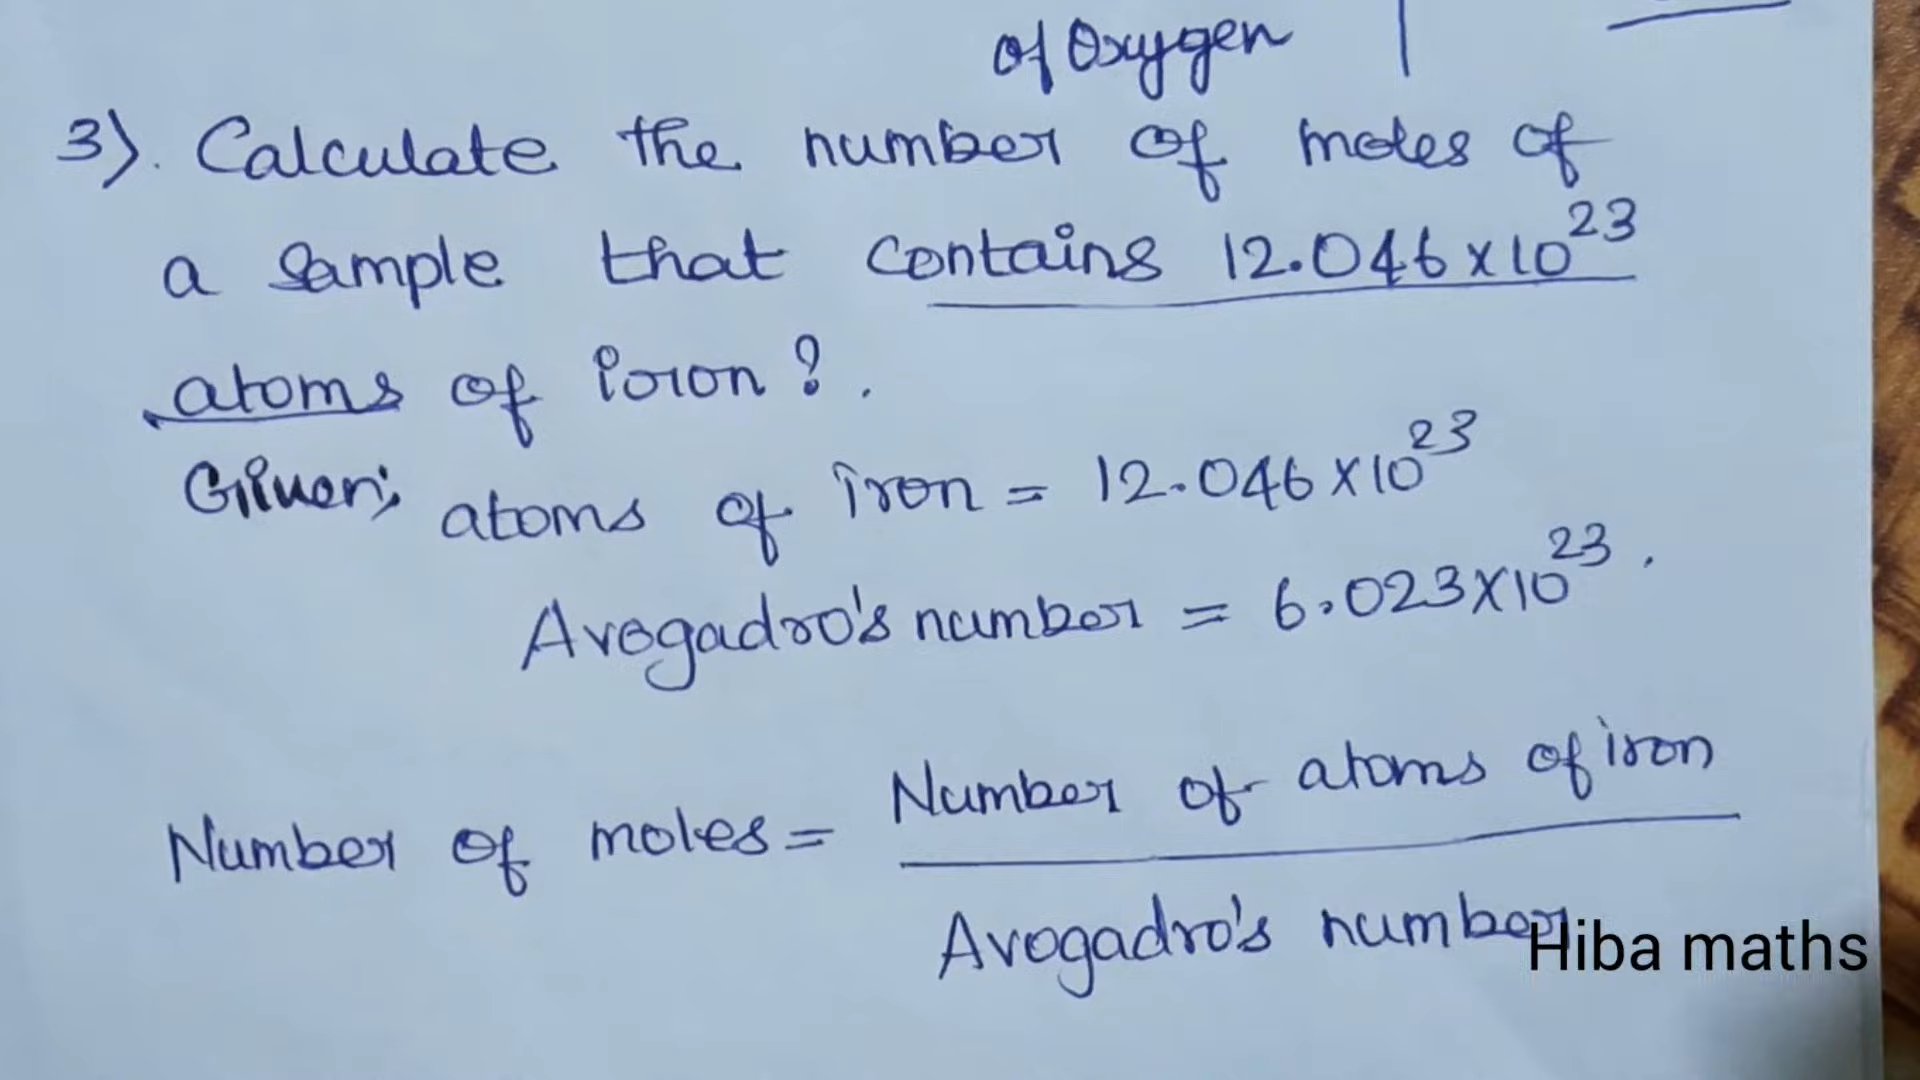 of Oxygen
3). Calculate the number of moles of
a sample that contains 12.046 x 10^23
atoms of iron ? .
Given; atoms of iron = 12.046 x 10^23
Avogadro's number = 6.023 x 10^23 .
Number of moles = Number of atoms of iron
Avogadro's number
Hiba maths